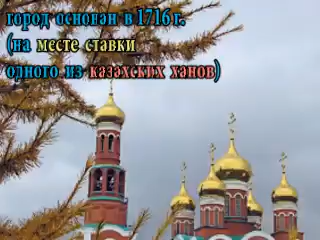 город основан в 1716 г.
(на месте ставки
одного из казахских ханов)